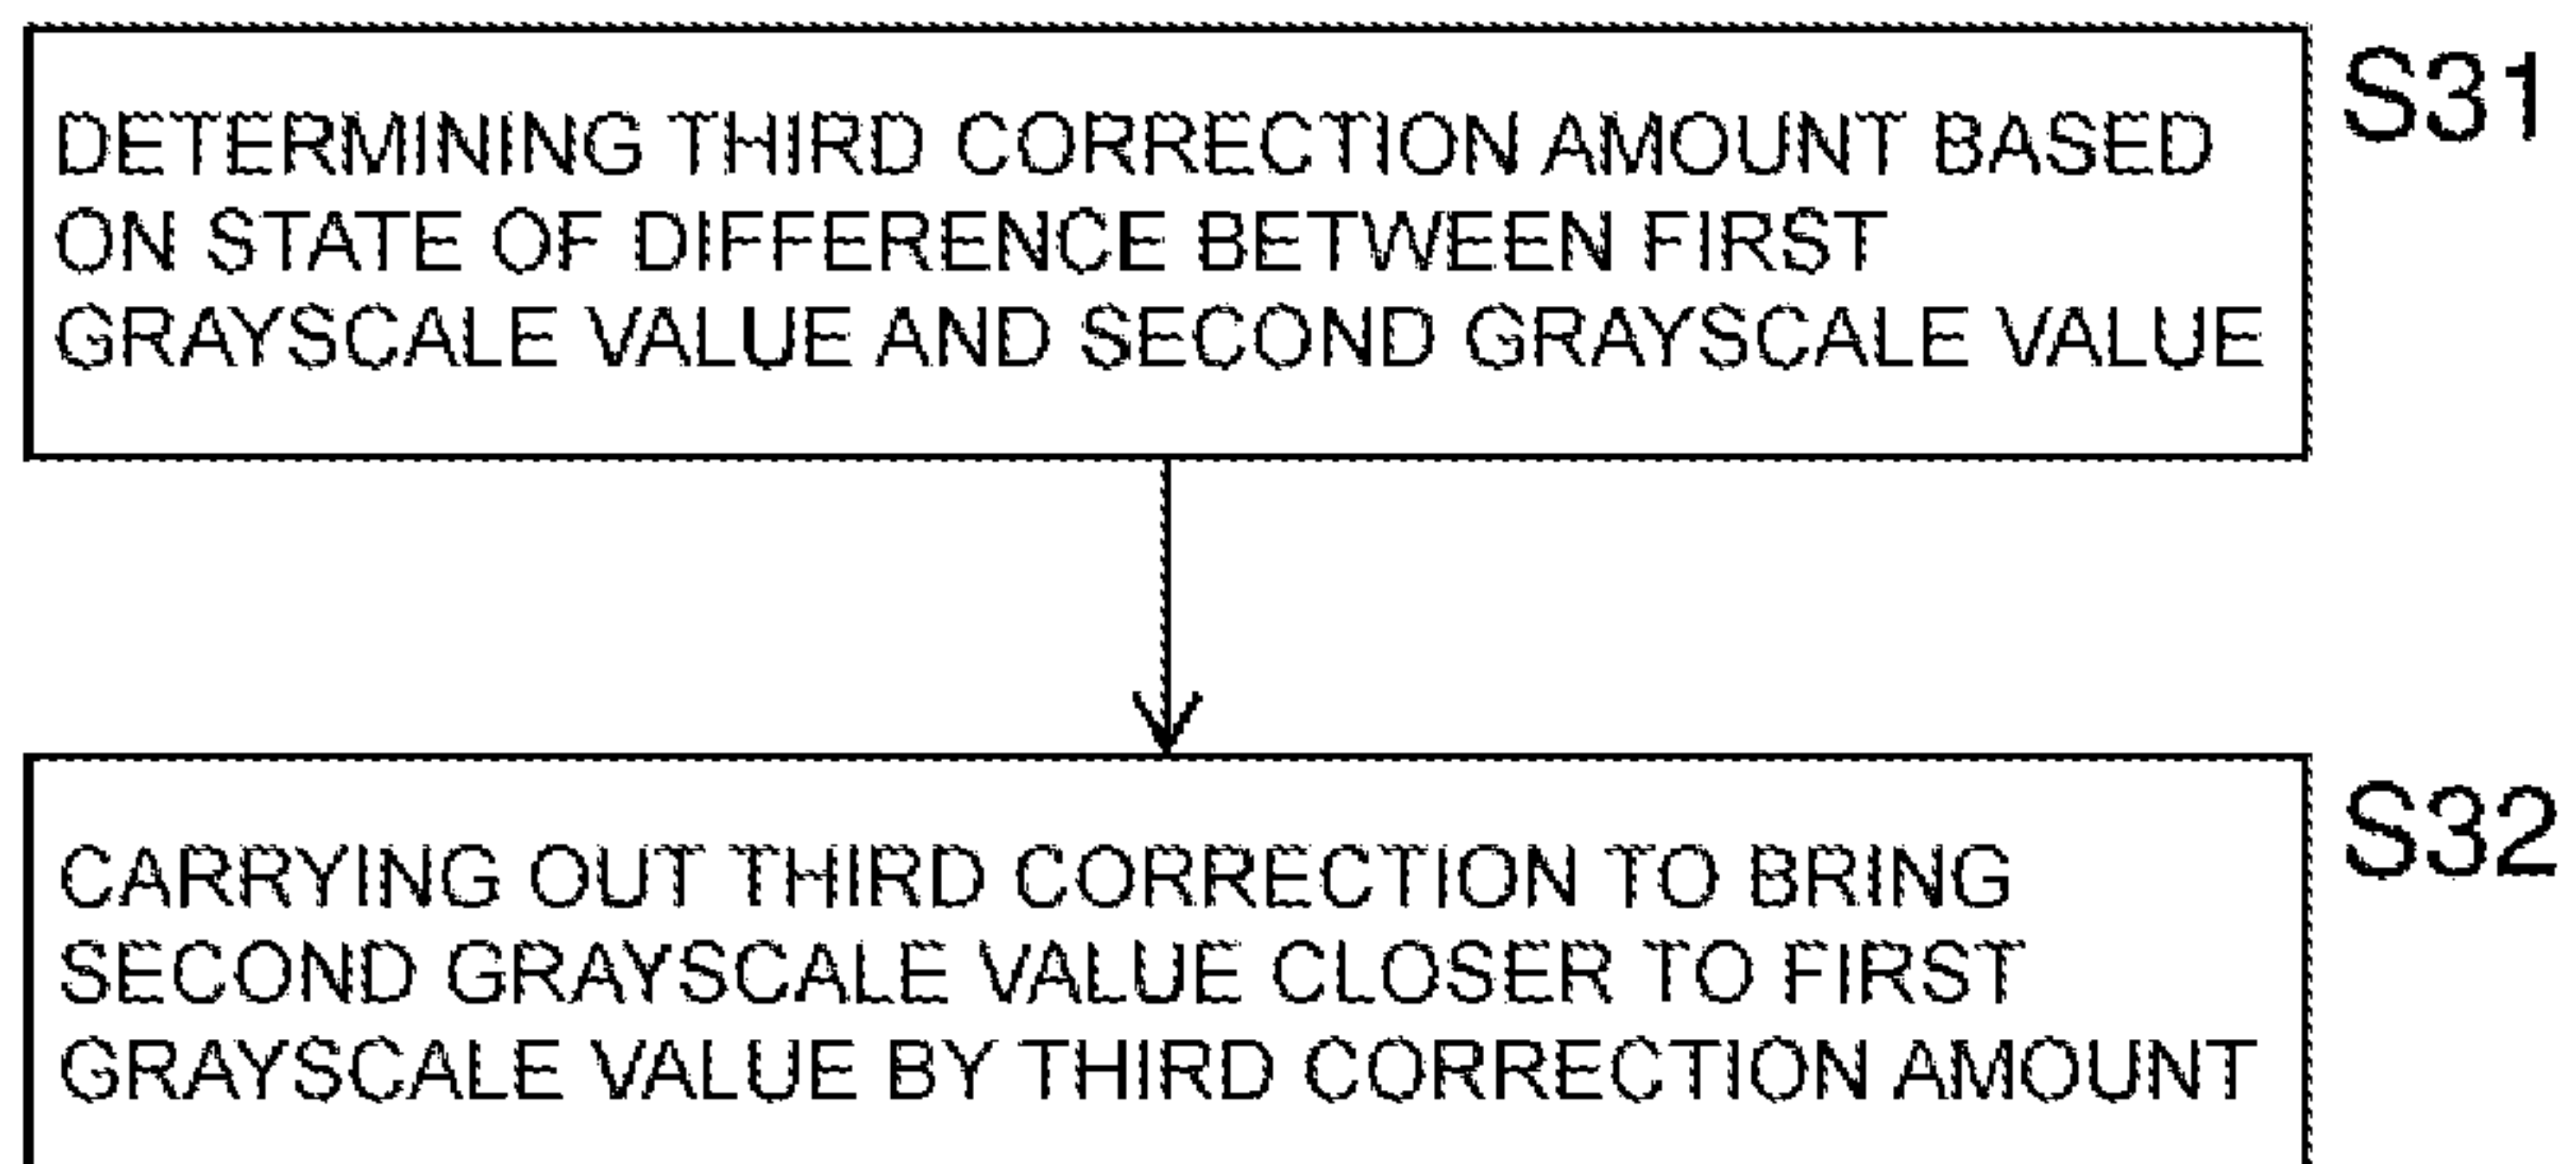 DETERMINING THIRD CORRECTION AMOUNT BASED
ON STATE OF DIFFERENCE BETWEEN FIRST
GRAYSCALE VALUE AND SECOND GRAYSCALE VALUE
S31
CARRYING OUT THIRD CORRECTION TO BRING
SECOND GRAYSCALE VALUE CLOSER TO FIRST
GRAYSCALE VALUE BY THIRD CORRECTION AMOUNT
S32